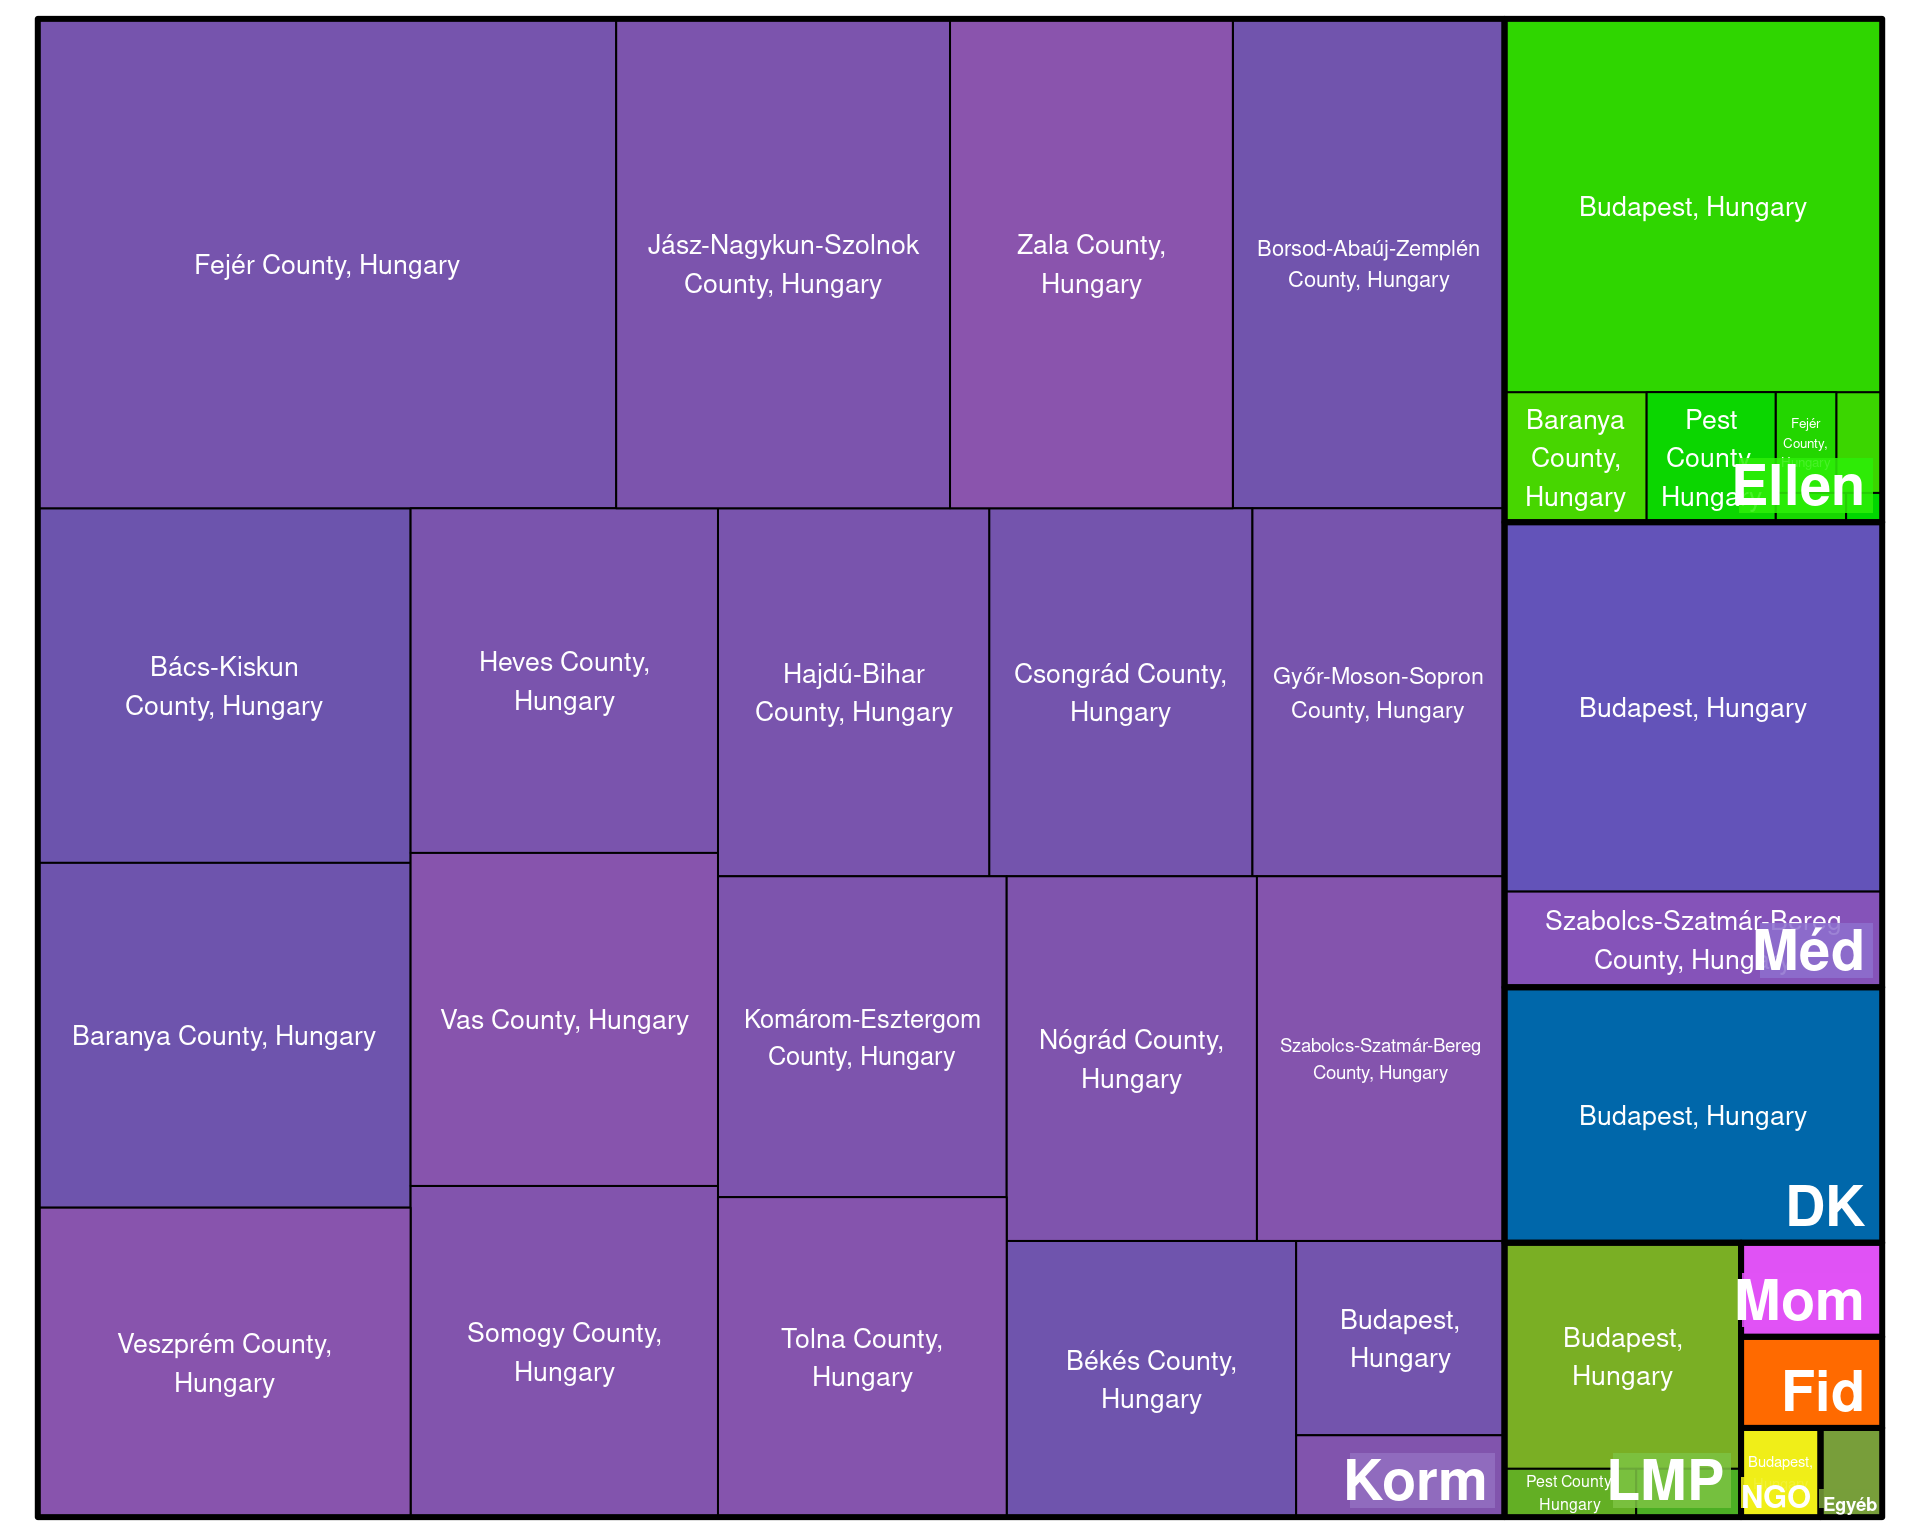 Fejér County, Hungary
Jász-Nagykun-Szolnok
County, Hungary
Zala County,
Hungary
Borsod-Abaúj-Zemplén
County, Hungary
Bács-Kiskun
County, Hungary
Heves County,
Hungary
Hajdú-Bihar
County, Hungary
Csongrád County,
Hungary
Győr-Moson-Sopron
County, Hungary
Baranya County, Hungary
Vas County, Hungary
Komárom-Esztergom
County, Hungary
Nógrád County,
Hungary
Szabolcs-Szatmár-Bereg
County, Hungary
Veszprém County,
Hungary
Somogy County,
Hungary
Tolna County,
Hungary
Békés County,
Hungary
Budapest,
Hungary
Korm
Budapest, Hungary
Baranya
County,
Hungary
Pest
County,
Hungary
Fejér
County,
Hungary
Ellen
Budapest, Hungary
Szabolcs-Szatmár-Bereg
County, Hungary
Méd
Budapest, Hungary
DK
Budapest,
Hungary
Pest County,
Hungary
LMP
Mom
Fid
Budapest,
NGO
Egyéb